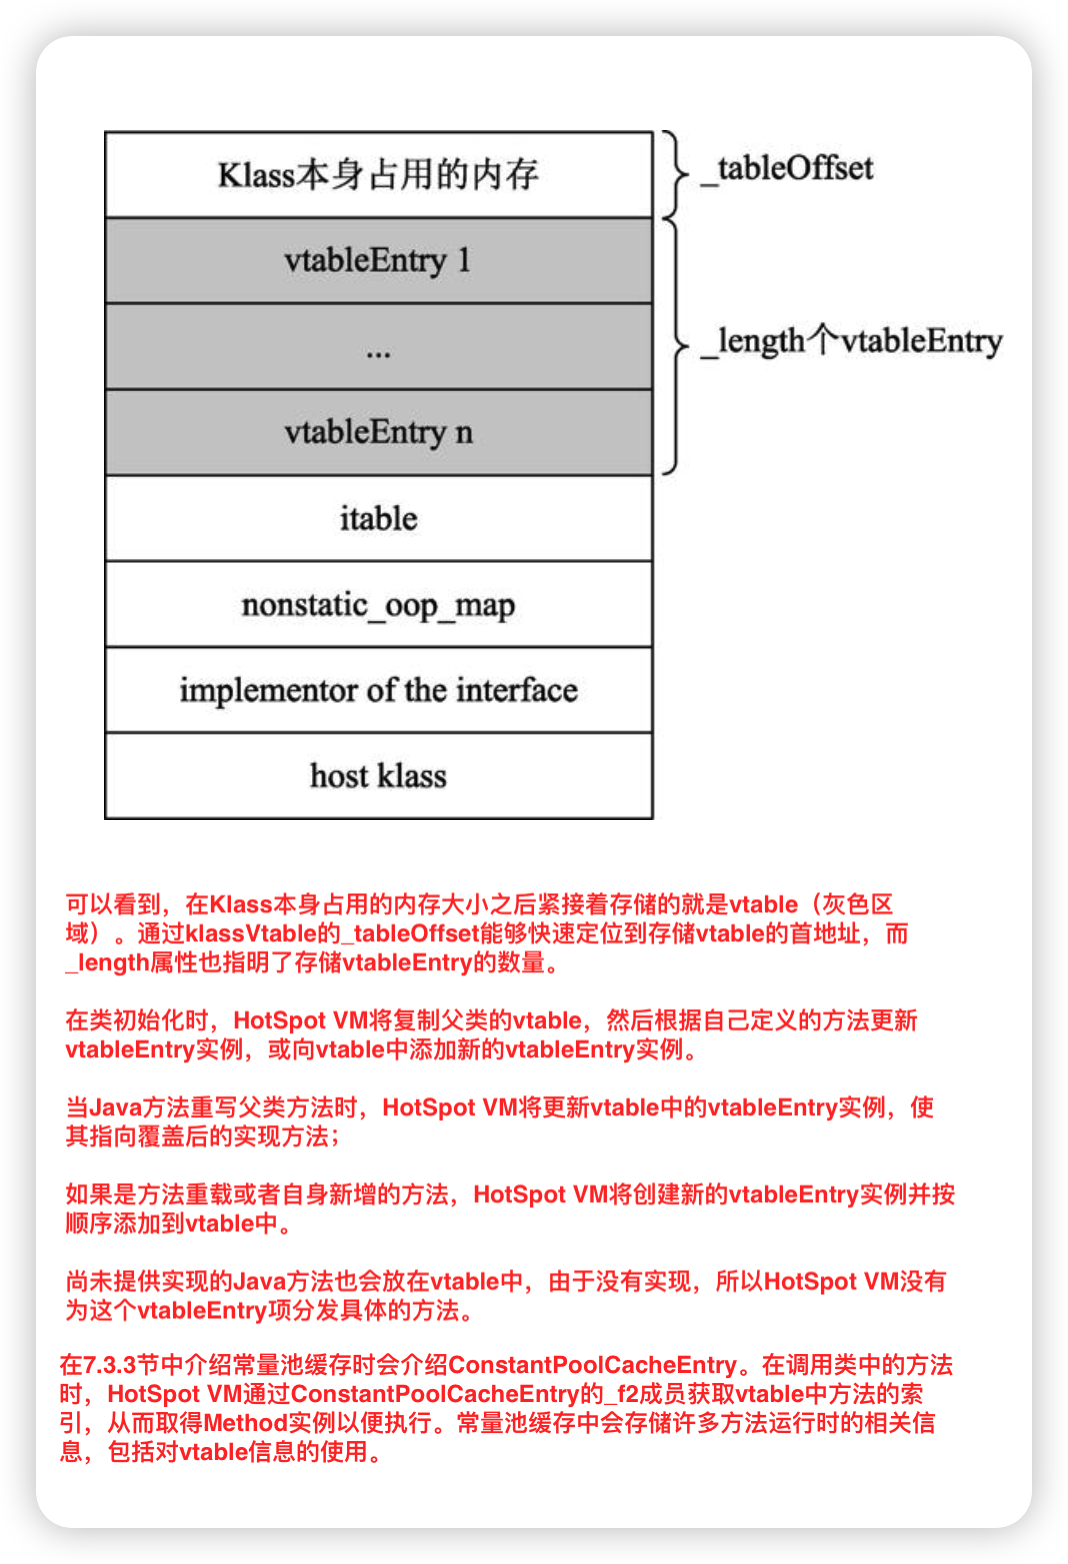 Klass本身占用的内存
_tableOffset
vtableEntry 1
...
_length个vtableEntry
vtableEntry n
itable
nonstatic_oop_map
implementor of the interface
host klass
可以看到，在Klass本身占用的内存大小之后紧接着存储的就是vtable（灰色区
域）。通过klassVtable的_tableOffset能够快速定位到存储vtable的首地址，而
_length属性也指明了存储vtableEntry的数量。
在类初始化时，HotSpot VM将复制父类的vtable，然后根据自己定义的方法更新
vtableEntry实例，或向vtable中添加新的vtableEntry实例。
当Java方法重写父类方法时，HotSpot VM将更新vtable中的vtableEntry实例，使
其指向覆盖后的实现方法；
如果是方法重载或者自身新增的方法，HotSpot VM将创建新的vtableEntry实例并按
顺序添加到vtable中。
尚未提供实现的Java方法也会放在vtable中，由于没有实现，所以HotSpot VM没有
为这个vtableEntry项分发具体的方法。
在7.3.3节中介绍常量池缓存时会介绍ConstantPoolCacheEntry。在调用类中的方法
时，HotSpot VM通过ConstantPoolCacheEntry的_f2成员获取vtable中方法的索
引，从而取得Method实例以便执行。常量池缓存中会存储许多方法运行时的相关信
息，包括对vtable信息的使用。